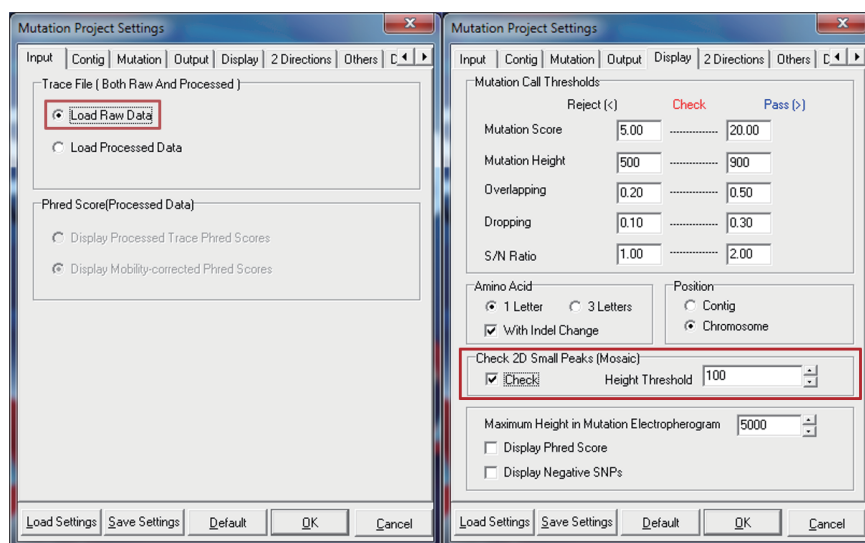 Mutation Project Settings
Input Contig Mutation Output Display 2 Directions Others
Trace File ( Both Raw And Processed )
Load Raw Data
Load Processed Data
Phred Score(Processed Data)
Display Processed Trace Phred Scores
Display Mobility-corrected Phred Scores
Load Settings Save Settings Default OK Cancel
Mutation Project Settings
Input Contig Mutation Output Display 2 Directions Others
Mutation Call Thresholds
Reject (<) Check Pass (>)
Mutation Score 5.00 -------------- 20.00
Mutation Height 500 -------------- 900
Overlapping 0.20 -------------- 0.50
Dropping 0.10 -------------- 0.30
S/N Ratio 1.00 -------------- 2.00
Amino Acid
1 Letter 3 Letters
With Indel Change
Position
Contig
Chromosome
Check 2D Small Peaks (Mosaic)
Check Height Threshold 100
Maximum Height in Mutation Electropherogram 5000
Display Phred Score
Display Negative SNPs
Load Settings Save Settings Default OK Cancel